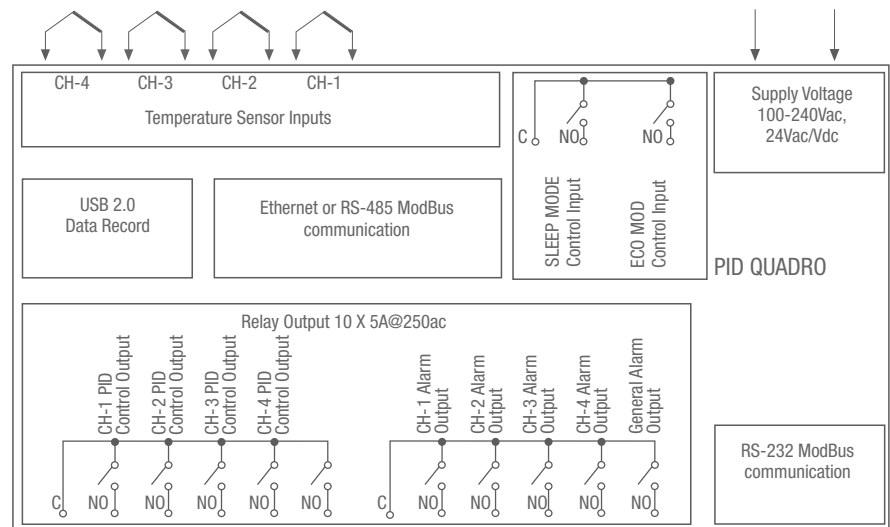 CH-4 CH-3 CH-2 CH-1
Temperature Sensor Inputs
C NO NO
SLEEP MODE
Control Input
ECO MOD
Control Input
Supply Voltage
100-240Vac,
24Vac/Vdc
USB 2.0
Data Record
Ethernet or RS-485 ModBus
communication
PID QUADRO
Relay Output 10 X 5A@250ac
CH-1 PID
Control Output
CH-2 PID
Control Output
CH-3 PID
Control Output
CH-4 PID
Control Output
CH-1 Alarm
Output
CH-2 Alarm
Output
CH-3 Alarm
Output
CH-4 Alarm
Output
General Alarm
Output
C NO NO NO NO NO
C NO NO NO NO NO
RS-232 ModBus
communication